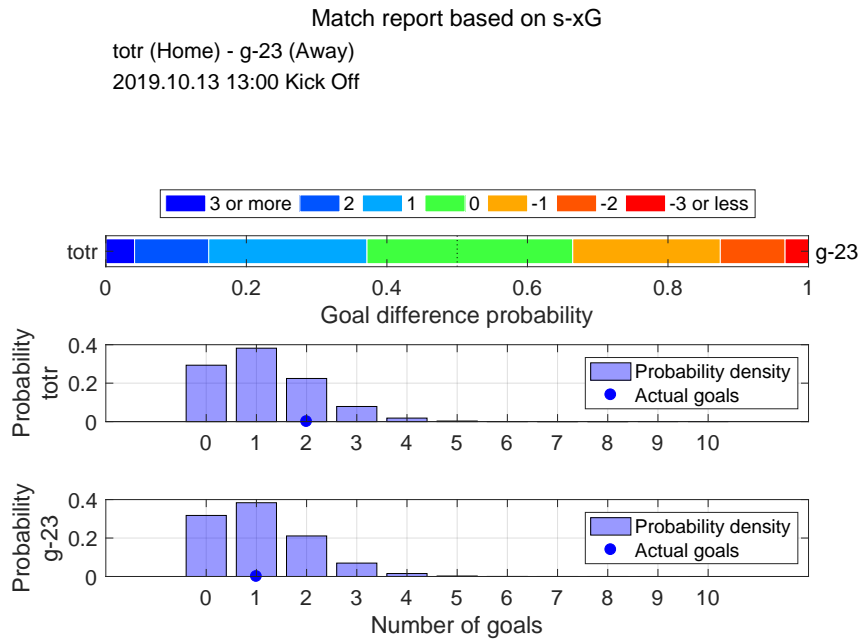 Match report based on s-xG
totr (Home) - g-23 (Away)
2019.10.13 13:00 Kick Off
3 or more 2 1 0 -1 -2 -3 or less
totr g-23
0 0.2 0.4 0.6 0.8 1
Goal difference probability
Probability
totr
0.4
0.2
0
Probability density
Actual goals
0 1 2 3 4 5 6 7 8 9 10
Probability
g-23
0.4
0.2
0
Probability density
Actual goals
0 1 2 3 4 5 6 7 8 9 10
Number of goals